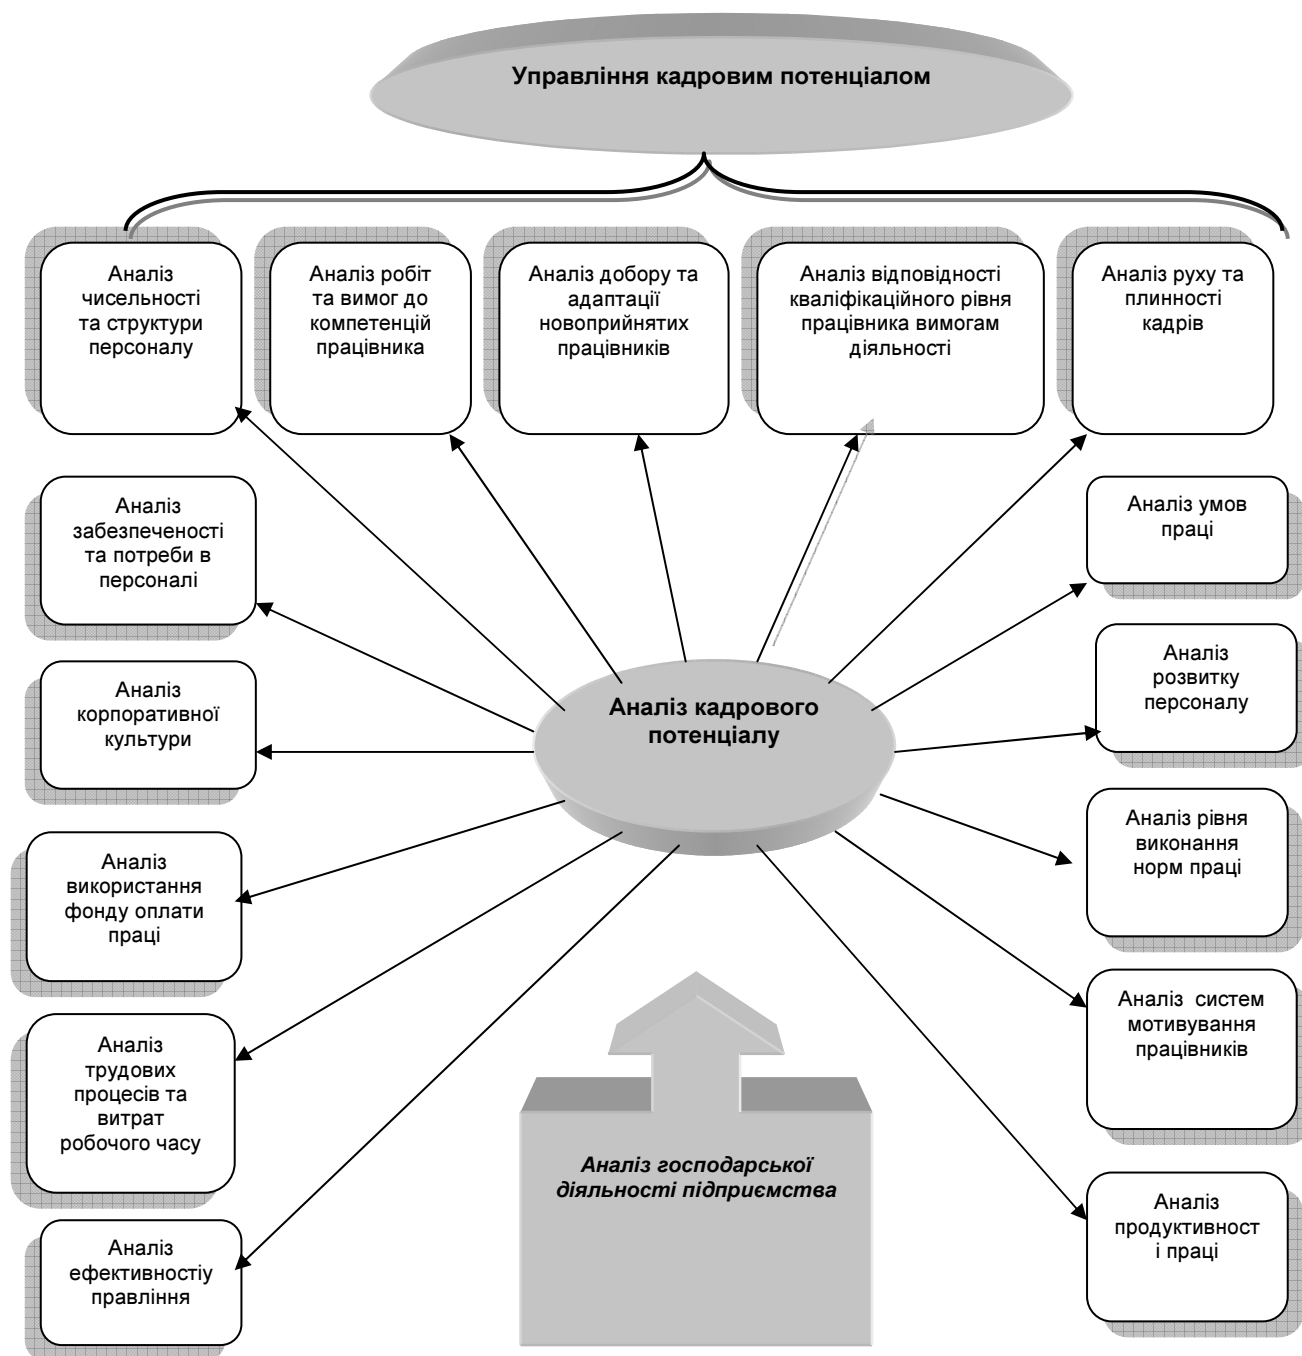 Управління кадровим потенціалом
Аналіз
чисельності
та структури
персоналу
Аналіз робіт
та вимог до
компетенцій
працівника
Аналіз добору та
адаптації
новоприйнятих
працівників
Аналіз відповідності
кваліфікаційного рівня
працівника вимогам
діяльності
Аналіз руху та
плинності
кадрів
Аналіз
забезпеченості
та потреби в
персоналі
Аналіз умов
праці
Аналіз
корпоративної
культури
Аналіз кадрового
потенціалу
Аналіз
розвитку
персоналу
Аналіз
використання
фонду оплати
праці
Аналіз рівня
виконання
норм праці
Аналіз
трудових
процесів та
витрат
робочого часу
Аналіз  систем
мотивування
працівників
Аналіз господарської
діяльності підприємства
Аналіз
ефективностіу
правління
Аналіз
продуктивност
і праці